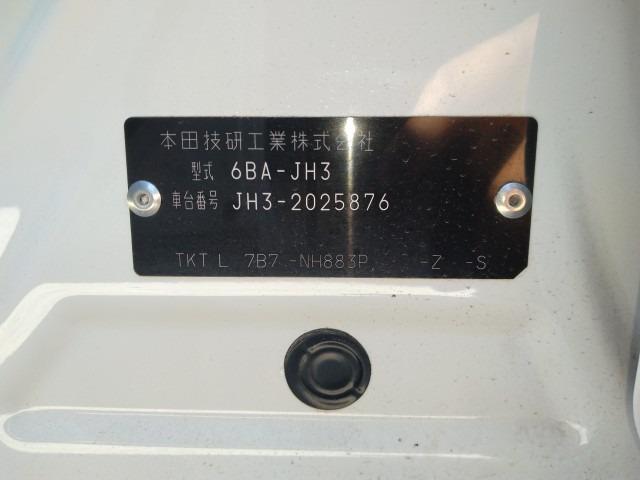 本田技研工業株式会社
型式 6BA-JH3
車台番号 JH3-2025876
TKT L 7B7 -NH883P -Z -S